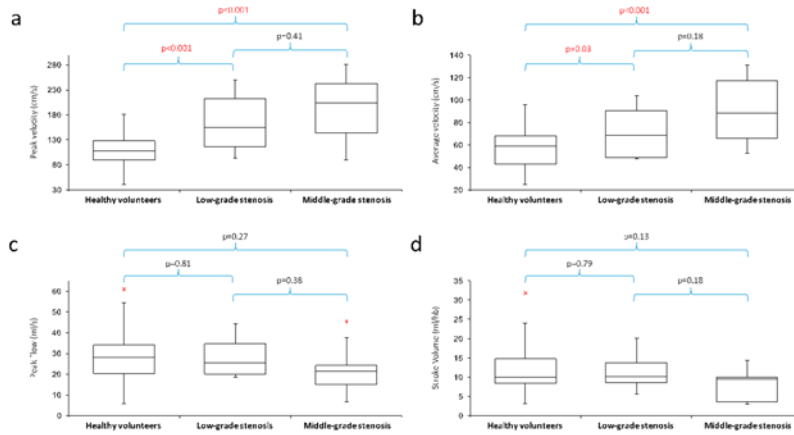 a
p<0.001
p<0.001
p=0.41
Peak velocity (cm/s)
280
230
180
130
80
30
Healthy volunteers
Low-grade stenosis
Middle-grade stenosis
b
p<0.001
p=0.03
p=0.18
Average velocity (cm/s)
140
120
100
80
60
40
20
Healthy volunteers
Low-grade stenosis
Middle-grade stenosis
c
p=0.27
p=0.81
p=0.38
Peak Flow (ml/s)
60
50
40
30
20
10
0
Healthy volunteers
Low-grade stenosis
Middle-grade stenosis
d
p=0.13
p=0.79
p=0.18
Stroke Volume (ml/hb)
35
30
25
20
15
10
5
0
Healthy volunteers
Low-grade stenosis
Middle-grade stenosis